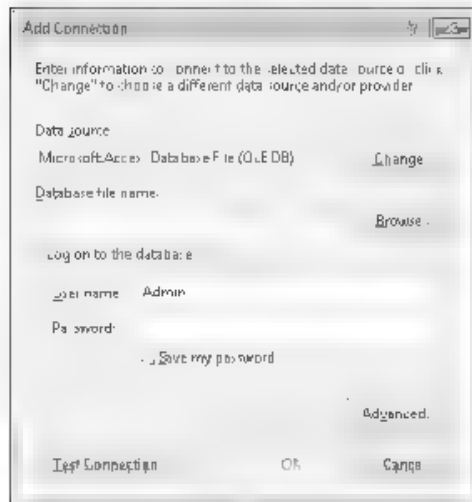 Add Connection
Enter information to connect to the selected data source or click
"Change" to choose a different data source and/or provider
Data source
Microsoft Access Database File (OLE DB)
Change
Database file name:
Browse
Log on to the database
User name
Admin
Password:
Save my password
Advanced.
Test Connection
OK
Cancel